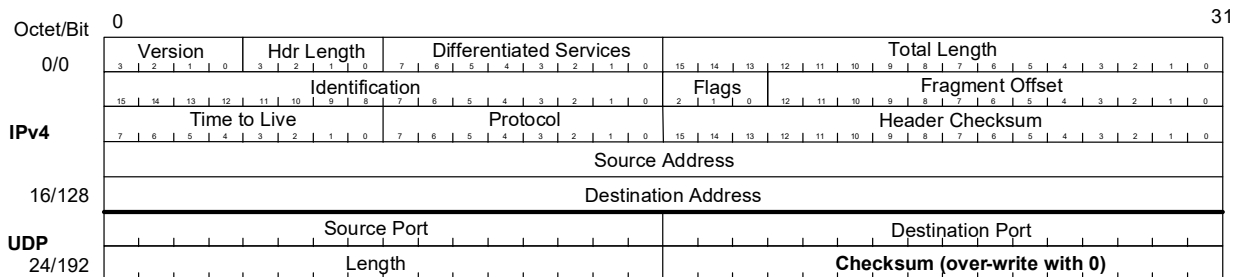 Octet/Bit 0 31
0/0 Version Hdr Length Differentiated Services Total Length
3 2 1 0 3 2 1 0 7 6 5 4 3 2 1 0 15 14 13 12 11 10 9 8 7 6 5 4 3 2 1 0
Identification Flags Fragment Offset
15 14 13 12 11 10 9 8 7 6 5 4 3 2 1 0 2 1 0 12 11 10 9 8 7 6 5 4 3 2 1 0
IPv4 Time to Live Protocol Header Checksum
7 6 5 4 3 2 1 0 7 6 5 4 3 2 1 0 15 14 13 12 11 10 9 8 7 6 5 4 3 2 1 0
Source Address
16/128 Destination Address
UDP Source Port Destination Port
24/192 Length Checksum (over-write with 0)